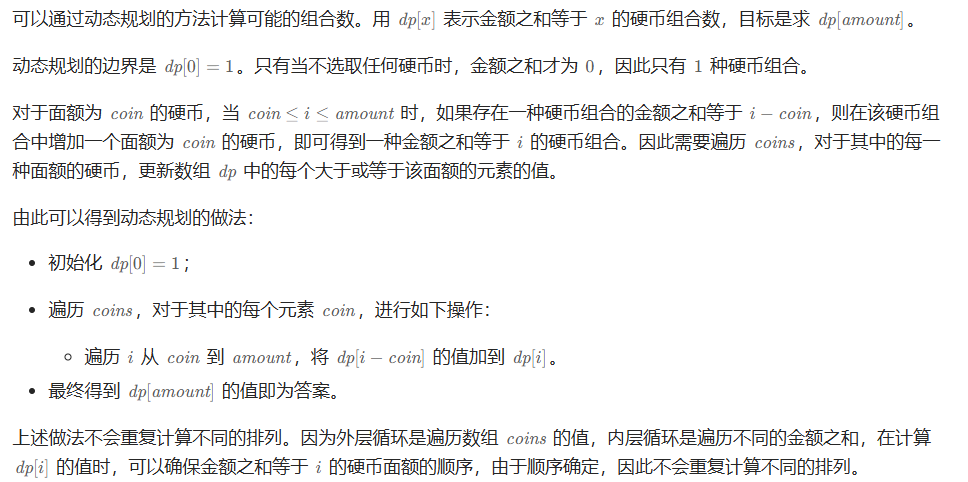 可以通过动态规划的方法计算可能的组合数。用 dp[x] 表示金额之和等于 x 的硬币组合数，目标是求 dp[amount]。
动态规划的边界是 dp[0] = 1。只有当不选取任何硬币时，金额之和才为 0，因此只有 1 种硬币组合。
对于面额为 coin 的硬币，当 coin ≤ i ≤ amount 时，如果存在一种硬币组合的金额之和等于 i − coin，则在该硬币组
合中增加一个面额为 coin 的硬币，即可得到一种金额之和等于 i 的硬币组合。因此需要遍历 coins，对于其中的每一
种面额的硬币，更新数组 dp 中的每个大于或等于该面额的元素的值。
由此可以得到动态规划的做法：
• 初始化 dp[0] = 1；
• 遍历 coins，对于其中的每个元素 coin，进行如下操作：
◦ 遍历 i 从 coin 到 amount，将 dp[i − coin] 的值加到 dp[i]。
• 最终得到 dp[amount] 的值即为答案。
上述做法不会重复计算不同的排列。因为外层循环是遍历数组 coins 的值，内层循环是遍历不同的金额之和，在计算
dp[i] 的值时，可以确保金额之和等于 i 的硬币面额的顺序，由于顺序确定，因此不会重复计算不同的排列。